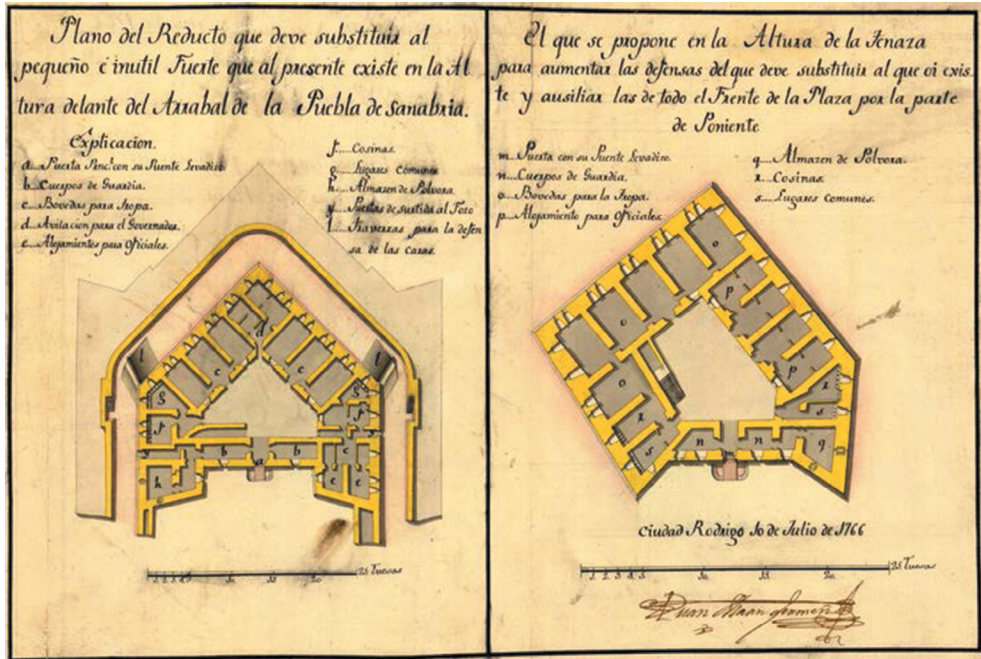 Plano del Reducto que deve substituir al
pequeño è inutil Fuerte que al presente existe en la Al
tura delante del Arrabal de la Puebla de Sanabria.
Explicacion.
a....Puerta Princ.l con su Puente Levadizo.
b....Cuerpos de Guardia.
c....Bovedas para Tropa.
d....Avitacion para el Governador.
e....Alojamientos para Oficiales.
f.....Cosinas.
g....Lugares comunes
h....Almazen de Polvora.
y....Puertas de surtida al Foso
l....Traversas para la defen
sa de las caras.
l
l
d
c
c
g
g
f
f
y
b
b
a
c
e
e
h
25 Tuesas
El que se propone en la Altura de la Tenaza
para aumentar las defensas del que deve substituir al que oi exis
te y ausiliar las de todo el Frente de la Plaza por la parte
de Poniente
m...Puerta con su Puente Levadizo.
n....Cuerpos de Guardia.
o....Bovedas para la Tropa.
p....Alojamiento para Oficiales.
q....Almazen de Polvora.
r....Cosinas.
s....Lugares comunes.
o
o
o
p
p
r
r
s
s
n
n
m
q
Ciudad Rodrigo 10 de Julio de 1766
25 Tuesas
Juan